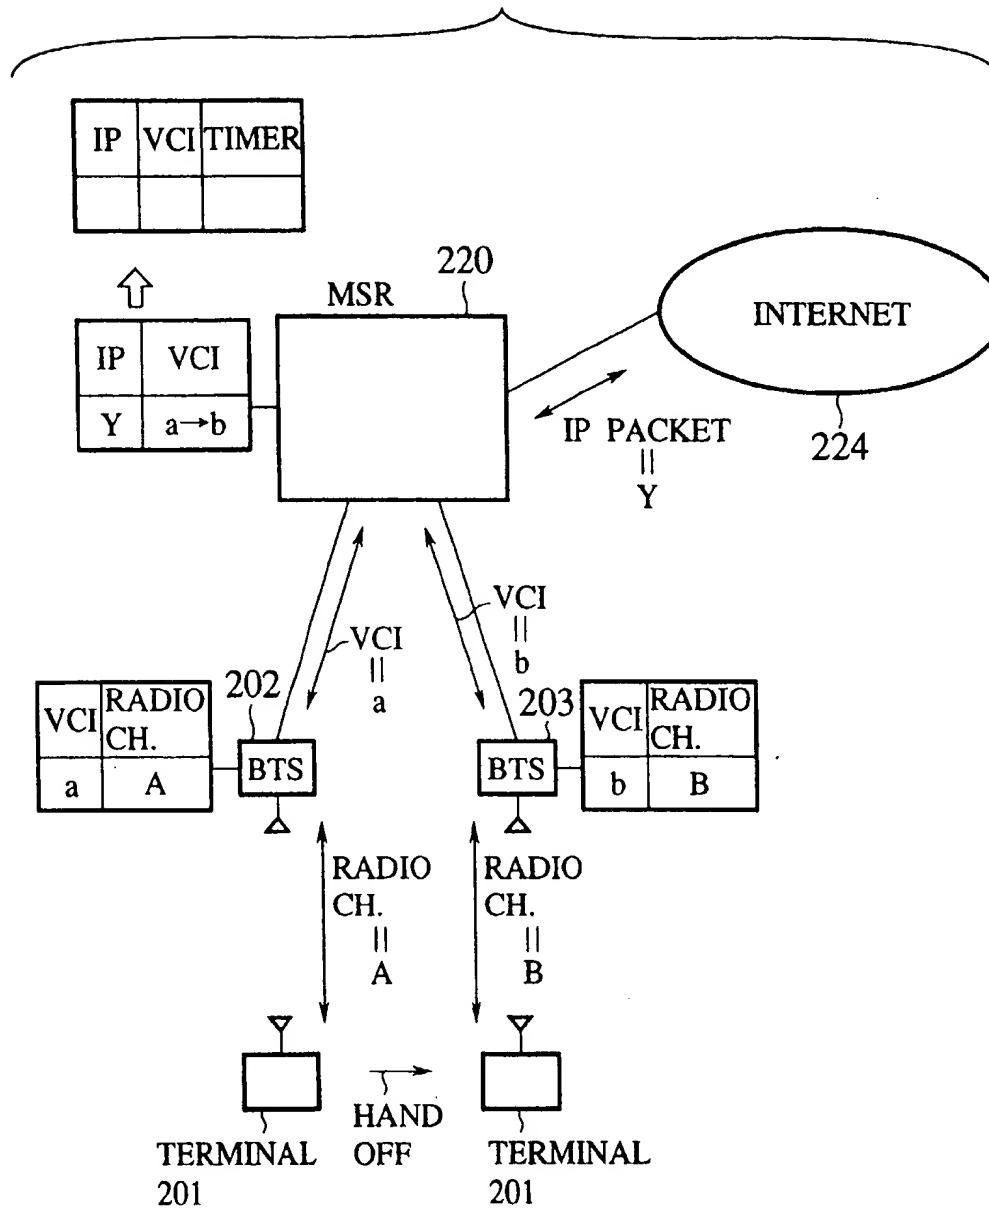 IP VCI TIMER
220
MSR
INTERNET
IP VCI
Y a→b
IP PACKET
||
Y
224
VCI
||
b
VCI
||
a
202
203
VCI RADIO
CH.
a A
BTS
BTS
VCI RADIO
CH.
b B
RADIO
CH.
||
A
RADIO
CH.
||
B
HAND
OFF
TERMINAL
201
TERMINAL
201